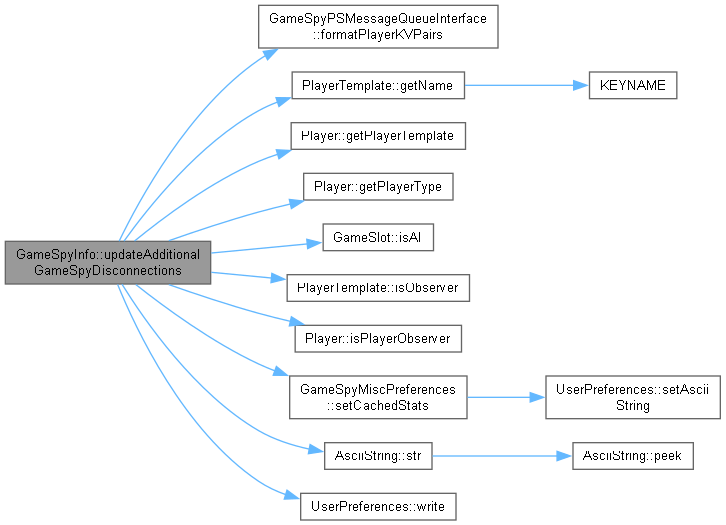 GameSpyPSMessageQueueInterface
::formatPlayerKVPairs
PlayerTemplate::getName
KEYNAME
Player::getPlayerTemplate
Player::getPlayerType
GameSlot::isAI
GameSpyInfo::updateAdditional
GameSpyDisconnections
PlayerTemplate::isObserver
Player::isPlayerObserver
GameSpyMiscPreferences
::setCachedStats
UserPreferences::setAscii
String
AsciiString::str
AsciiString::peek
UserPreferences::write